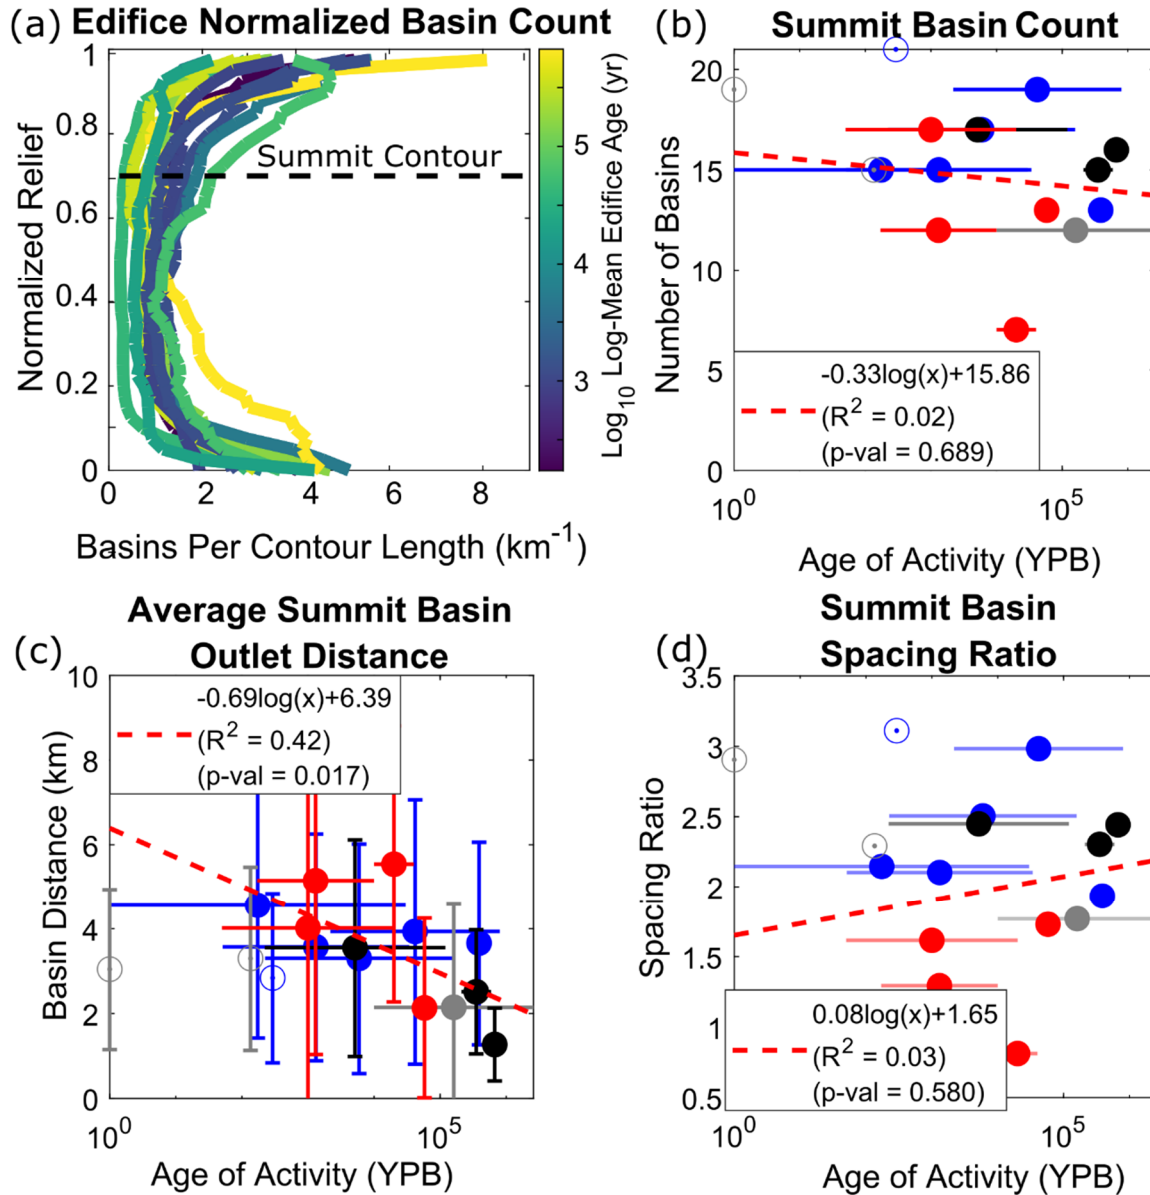 (a) Edifice Normalized Basin Count
1
0.8
0.6
0.4
0.2
0
Normalized Relief
Summit Contour
0 2 4 6 8
Basins Per Contour Length (km-1)
5
4
3
Log10 Log-Mean Edifice Age (yr)
(b) Summit Basin Count
20
15
10
5
0
Number of Basins
-0.33log(x)+15.86
(R2 = 0.02)
(p-val = 0.689)
100 105
Age of Activity (YPB)
(c) Average Summit Basin
Outlet Distance
10
8
6
4
2
0
Basin Distance (km)
-0.69log(x)+6.39
(R2 = 0.42)
(p-val = 0.017)
100 105
Age of Activity (YPB)
(d) Summit Basin
Spacing Ratio
3.5
3
2.5
2
1.5
1
0.5
Spacing Ratio
0.08log(x)+1.65
(R2 = 0.03)
(p-val = 0.580)
100 105
Age of Activity (YPB)